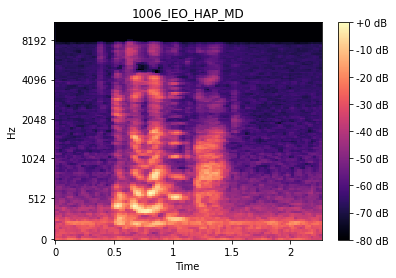 1006_IEO_HAP_MD
+0 dB
8192
-10 dB
-20 dB
4096
-30 dB
2048
-40 dB
Hz
1024
-50 dB
-60 dB
512
-70 dB
0
-80 dB
0 0.5 1 1.5 2
Time